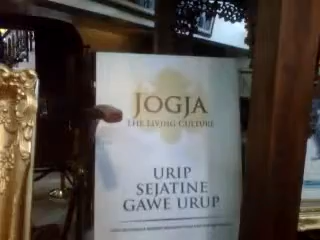 JOGJA
THE LIVING CULTURE
URIP
SEJATINE
GAWE URUP